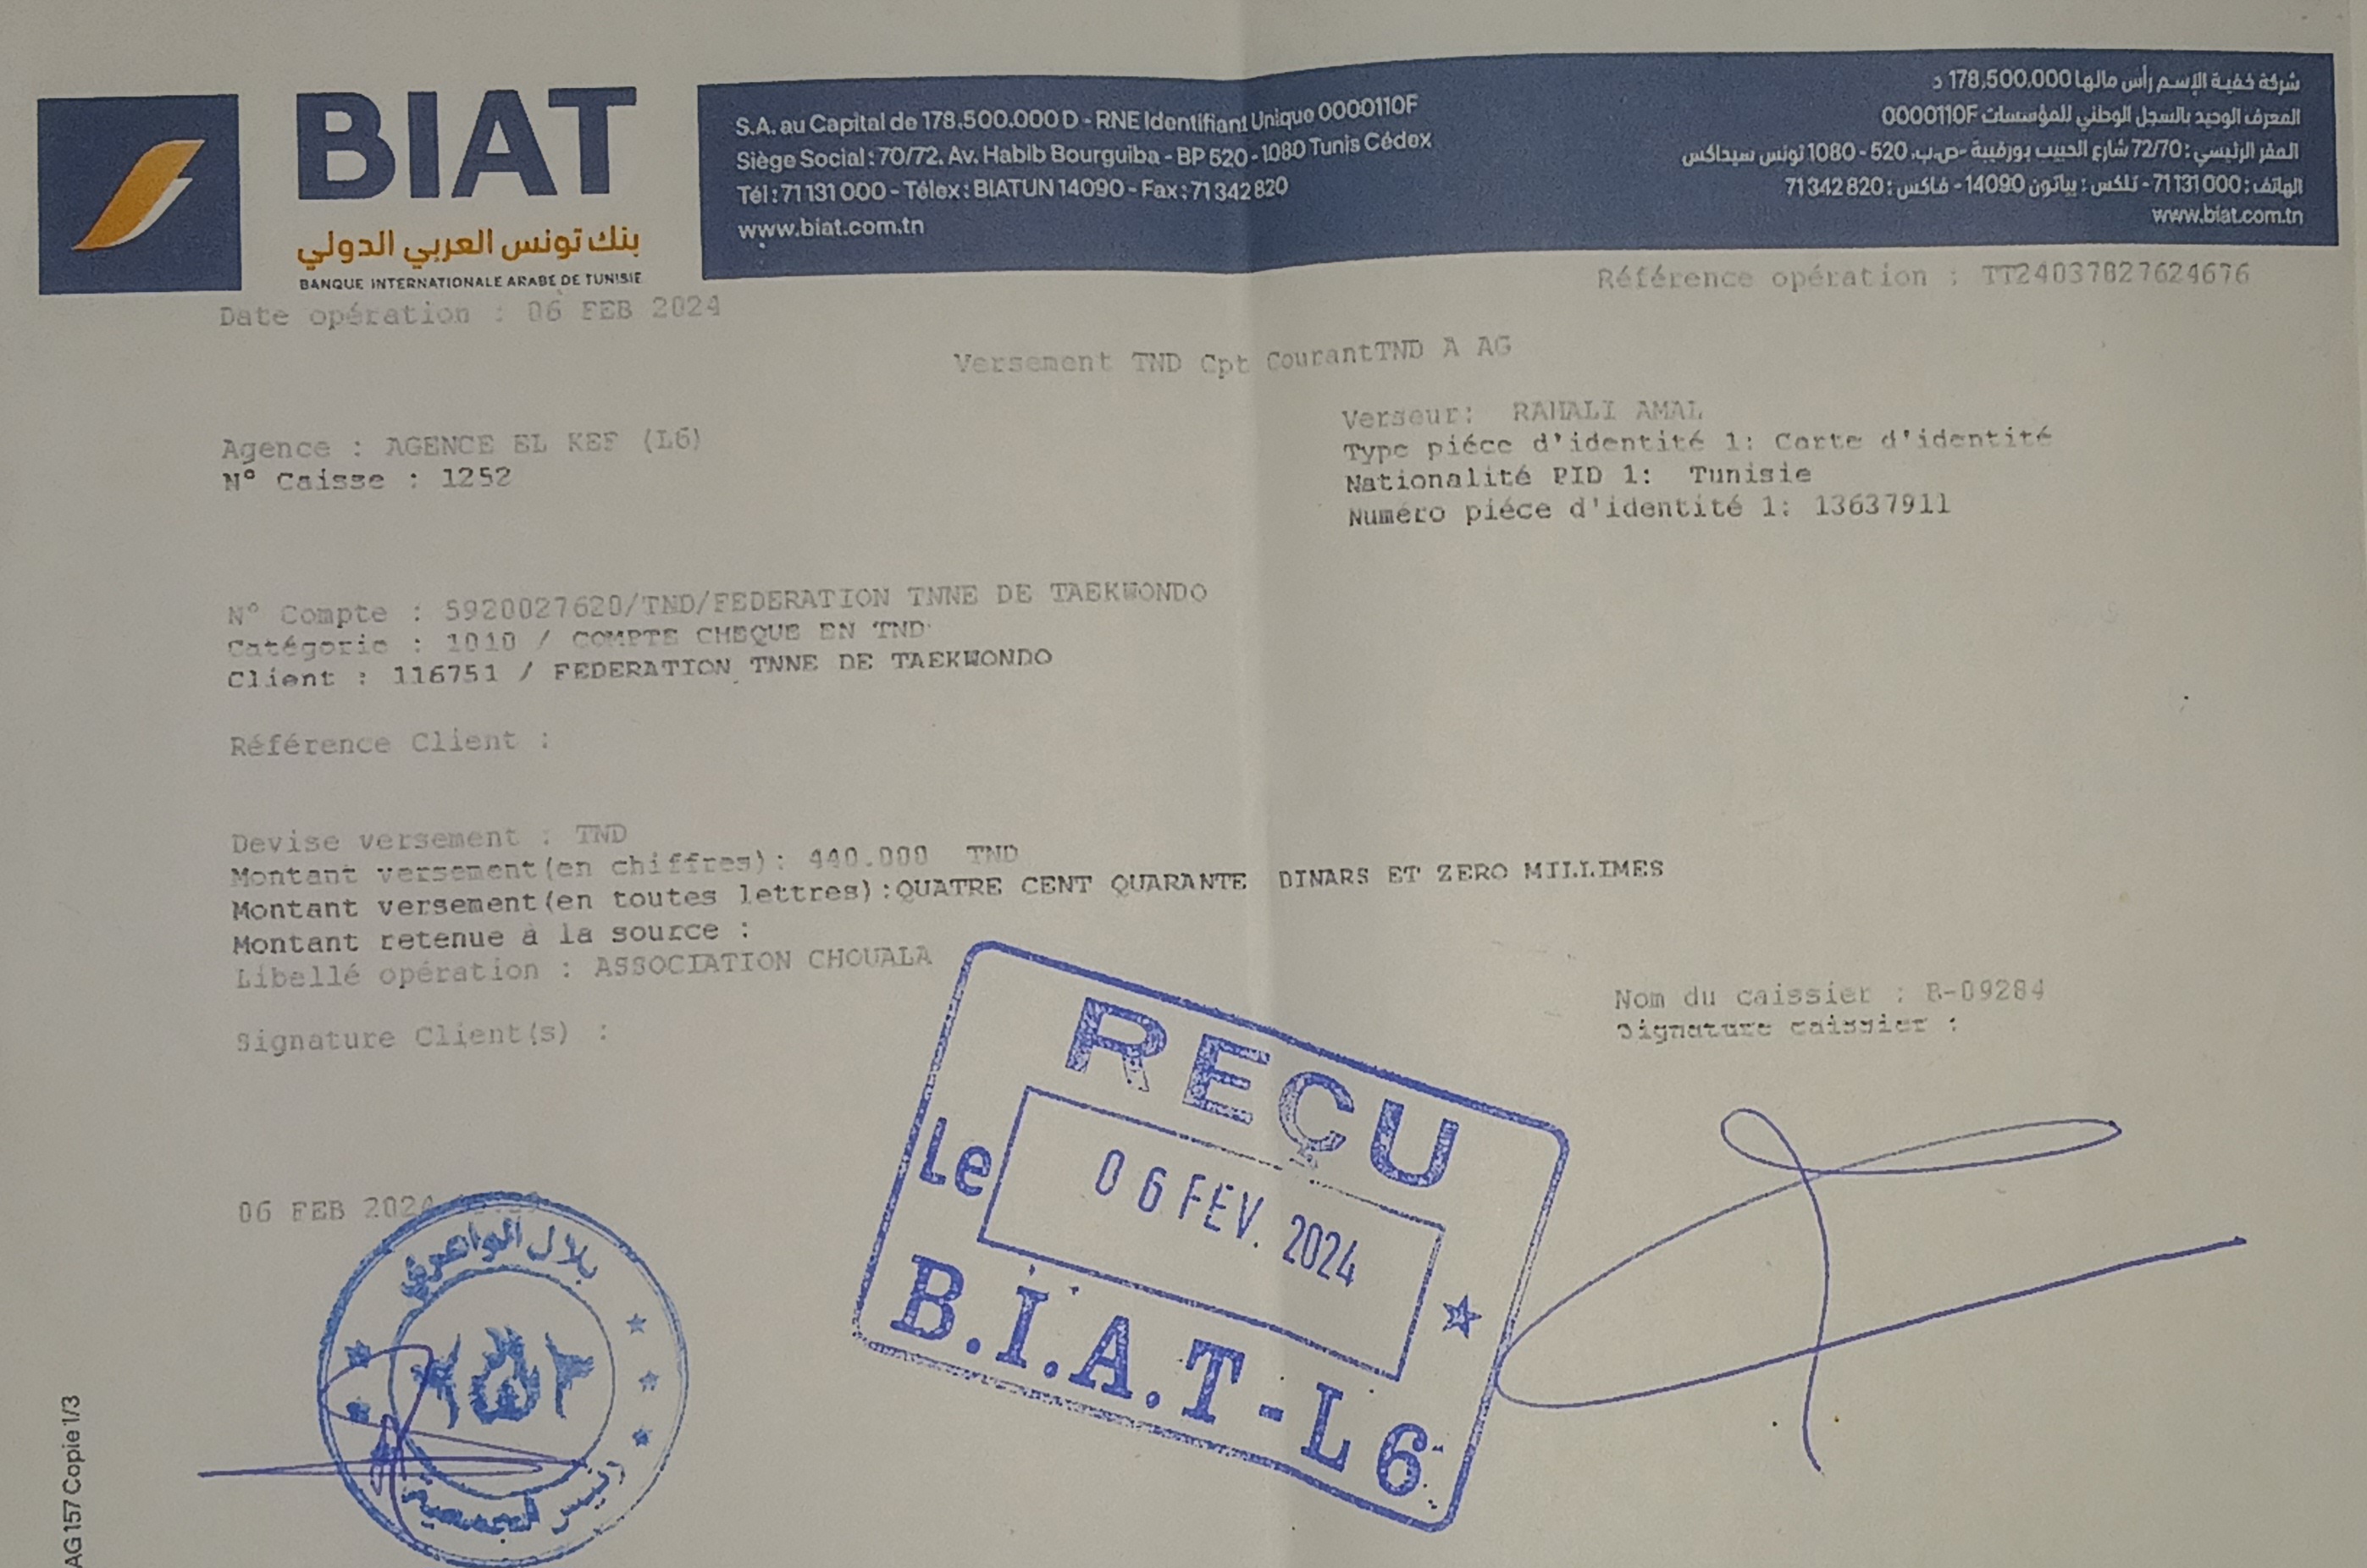 BIAT
بنك تونس العربي الدولي
BANQUE INTERNATIONALE ARABE DE TUNISIE
S.A. au Capital de 178.500.000 D - RNE Identifiant Unique 0000110F
Siège Social : 70/72, Av. Habib Bourguiba - BP 520 - 1080 Tunis Cédex
Tél : 71 131 000 - Télex : BIATUN 14090 - Fax : 71 342 820
www.biat.com.tn
شركة خفية الإسم رأس مالها 178,500,000 د
المعرف الوحيد بالسجل الوطني للمؤسسات 0000110F
المقر الرئيسي : 72/70 شارع الحبيب بورقيبة -ص.ب. 520 - 1080 تونس سيداكس
الهاتف : 71 131 000 - تلكس : بياتون 14090 - فاكس : 71 342 820
www.biat.com.tn
Référence opération : TT24037827624676
Date opération : 06 FEB 2024
Versement TND Cpt CourantTND A AG
Agence : AGENCE EL KEF (L6)
N° Caisse : 1252
Verseur: RAHALI AMAL
Type piéce d'identité 1: Carte d'identité
Nationalité PID 1: Tunisie
Numéro piéce d'identité 1: 13637911
N° Compte : 5920027620/TND/FEDERATION TNNE DE TAEKWONDO
Catégorie : 1010 / COMPTE CHEQUE EN TND
Client : 116751 / FEDERATION TNNE DE TAEKWONDO
Référence Client :
Devise versement : TND
Montant versement(en chiffres): 440.000 TND
Montant versement(en toutes lettres):QUATRE CENT QUARANTE DINARS ET ZERO MILLIMES
Montant retenue à la source :
Libellé opération : ASSOCIATION CHOUALA
Nom du caissier : B-09284
Signature caissier :
Signature Client(s) :
REÇU
Le
06 FEV. 2024
B.I.A.T-L6
06 FEB 2024
بلال الواعر
رئيس الجمعية
AG 157 Copie 1/3